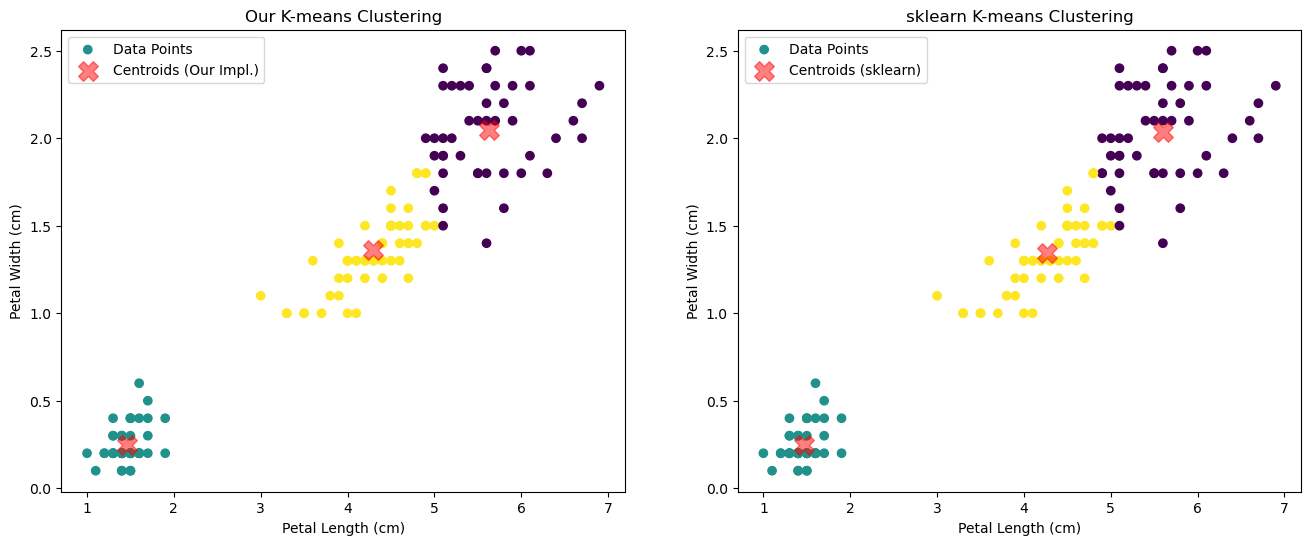 Our K-means Clustering
Data Points
Centroids (Our Impl.)
2.5
2.0
1.5
1.0
0.5
0.0
Petal Width (cm)
1 2 3 4 5 6 7
Petal Length (cm)
sklearn K-means Clustering
Data Points
Centroids (sklearn)
2.5
2.0
1.5
1.0
0.5
0.0
Petal Width (cm)
1 2 3 4 5 6 7
Petal Length (cm)